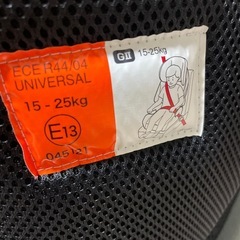 ECE R44/04
UNIVERSAL
15 - 25kg
E13
045121
GII 15-25kg